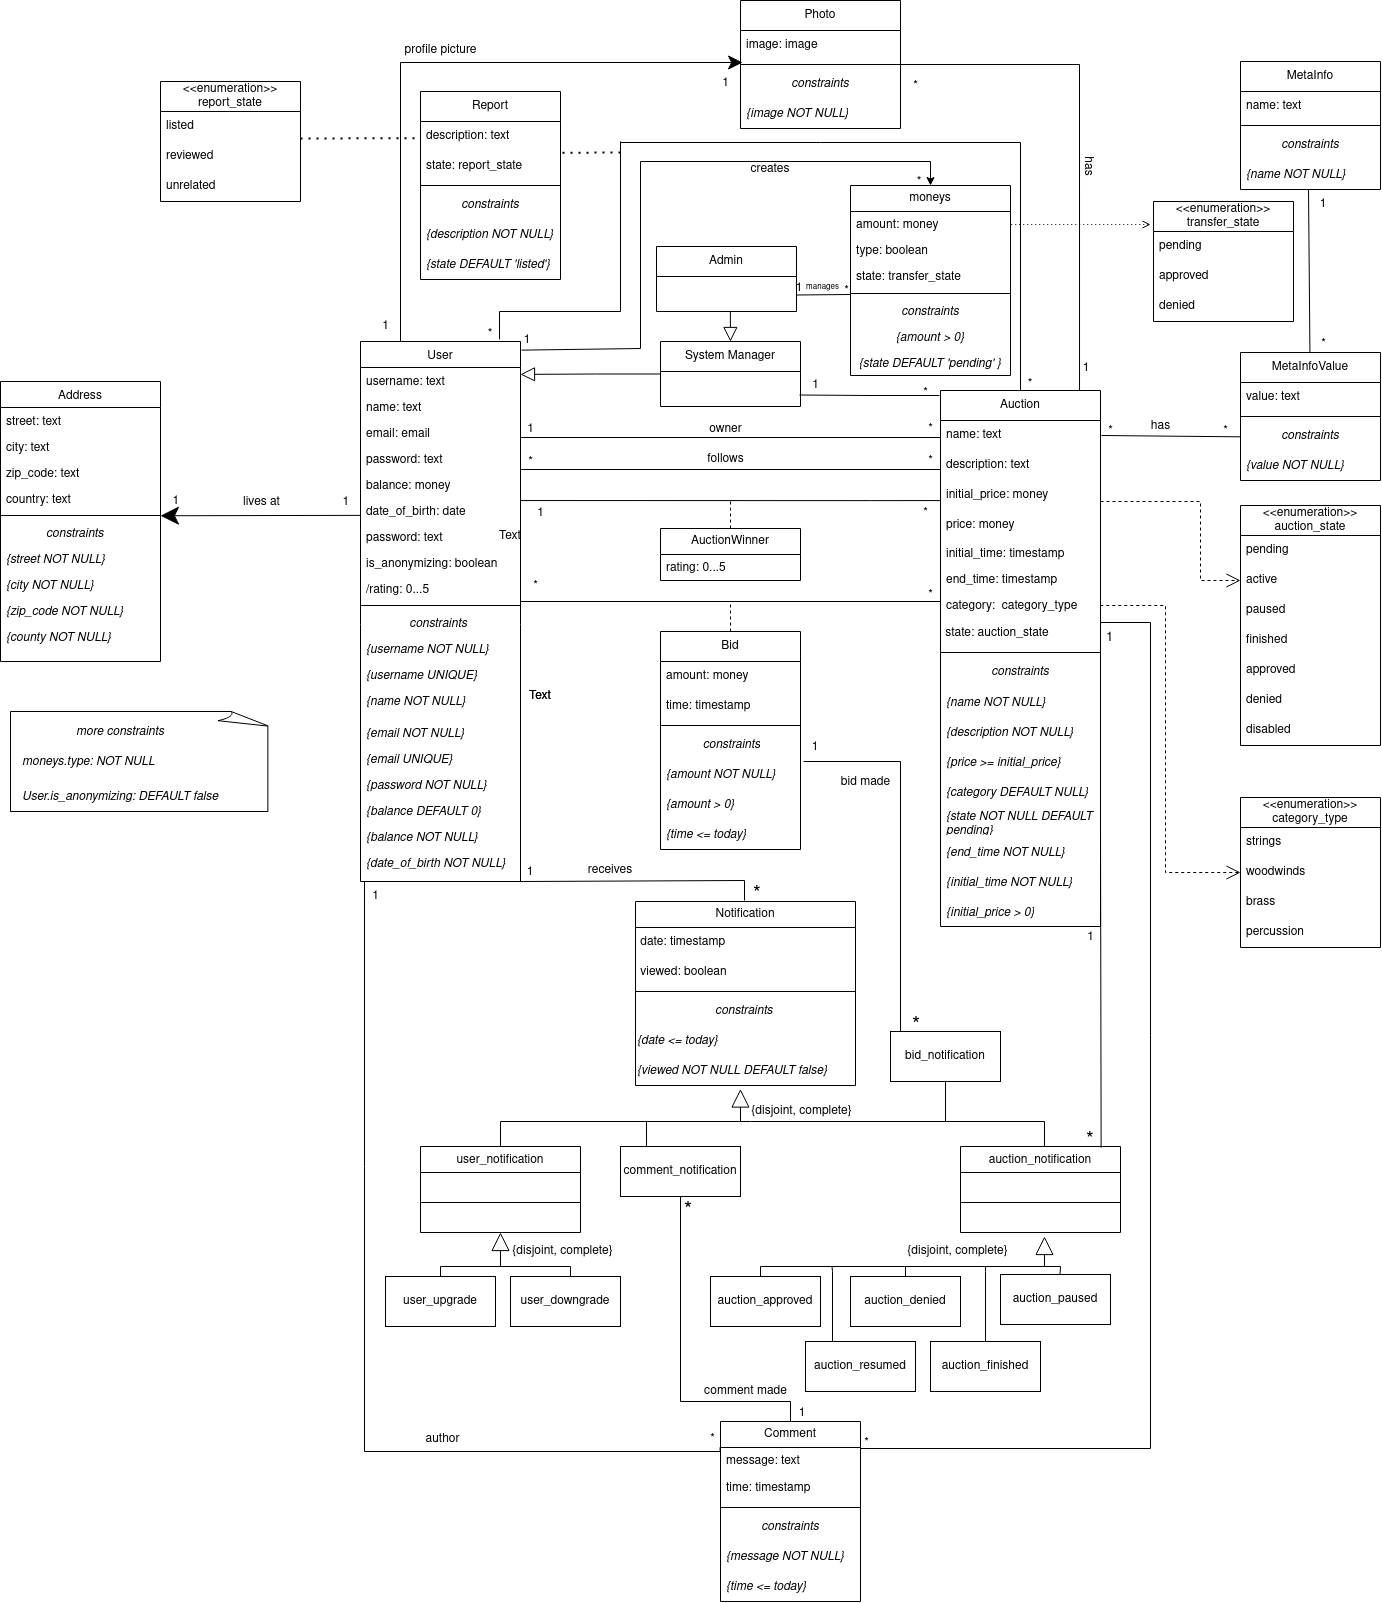 Photo
image: image
constraints
{image NOT NULL}
profile picture
1
1
*
<<enumeration>>
report_state
listed
reviewed
unrelated
Report
description: text
state: report_state
constraints
{description NOT NULL}
{state DEFAULT 'listed'}
MetaInfo
name: text
constraints
{name NOT NULL}
1
*
has
1
creates
1
*
moneys
amount: money
type: boolean
state: transfer_state
constraints
{amount > 0}
{state DEFAULT 'pending' }
<<enumeration>>
transfer_state
pending
approved
denied
Admin
1
manages
*
System Manager
1
*
*
*
User
username: text
name: text
email: email
password: text
balance: money
date_of_birth: date
password: text
is_anonymizing: boolean
/rating: 0...5
constraints
{username NOT NULL}
{username UNIQUE}
{name NOT NULL}
{email NOT NULL}
{email UNIQUE}
{password NOT NULL}
{balance DEFAULT 0}
{balance NOT NULL}
{date_of_birth NOT NULL}
Text
Text
Address
street: text
city: text
zip_code: text
country: text
constraints
{street NOT NULL}
{city NOT NULL}
{zip_code NOT NULL}
{county NOT NULL}
1
lives at
1
more constraints
moneys.type: NOT NULL
User.is_anonymizing: DEFAULT false
1
owner
*
*
follows
*
1
*
AuctionWinner
rating: 0...5
*
*
Bid
amount: money
time: timestamp
constraints
{amount NOT NULL}
{amount > 0}
{time <= today}
Auction
name: text
description: text
initial_price: money
price: money
initial_time: timestamp
end_time: timestamp
category:  category_type
state: auction_state
constraints
{name NOT NULL}
{description NOT NULL}
{price >= initial_price}
{category DEFAULT NULL}
{state NOT NULL DEFAULT
pending}
{end_time NOT NULL}
{initial_time NOT NULL}
{initial_price > 0}
*
has
*
MetaInfoValue
value: text
constraints
{value NOT NULL}
<<enumeration>>
auction_state
pending
active
paused
finished
approved
denied
disabled
<<enumeration>>
category_type
strings
woodwinds
brass
percussion
1
1
bid made
*
1
receives
*
1
Notification
date: timestamp
viewed: boolean
constraints
{date <= today}
{viewed NOT NULL DEFAULT false}
bid_notification
{disjoint, complete}
1
*
user_notification
comment_notification
auction_notification
*
{disjoint, complete}
{disjoint, complete}
user_upgrade
user_downgrade
auction_approved
auction_denied
auction_paused
auction_resumed
auction_finished
comment made
1
author
*
*
Comment
message: text
time: timestamp
constraints
{message NOT NULL}
{time <= today}